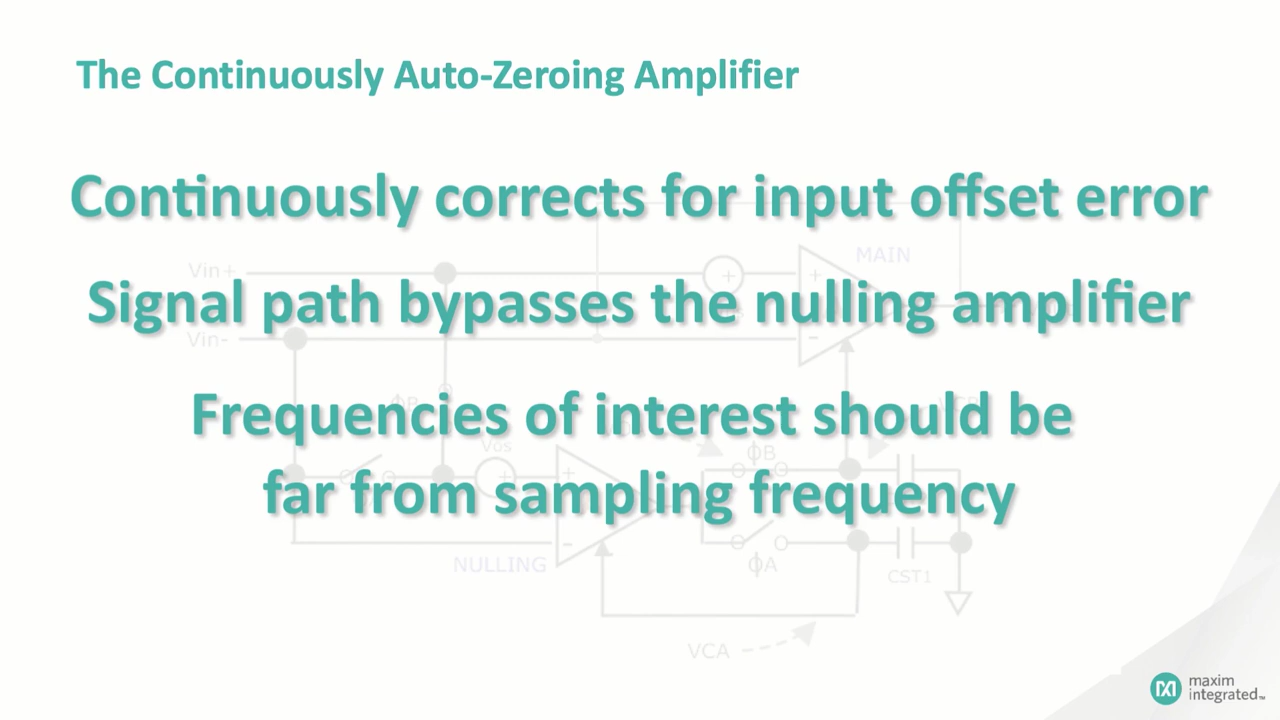 The Continuously Auto-Zeroing Amplifier
Continuously corrects for input offset error
MAIN
Vin+
+
+
Signal path bypasses the nulling amplifier
Vin-
-
ϕB
Frequencies of interest should be
Vos
ϕB
+
far from sampling frequency
-
NULLING
ϕA
CST1
VCA
maxim
integrated™